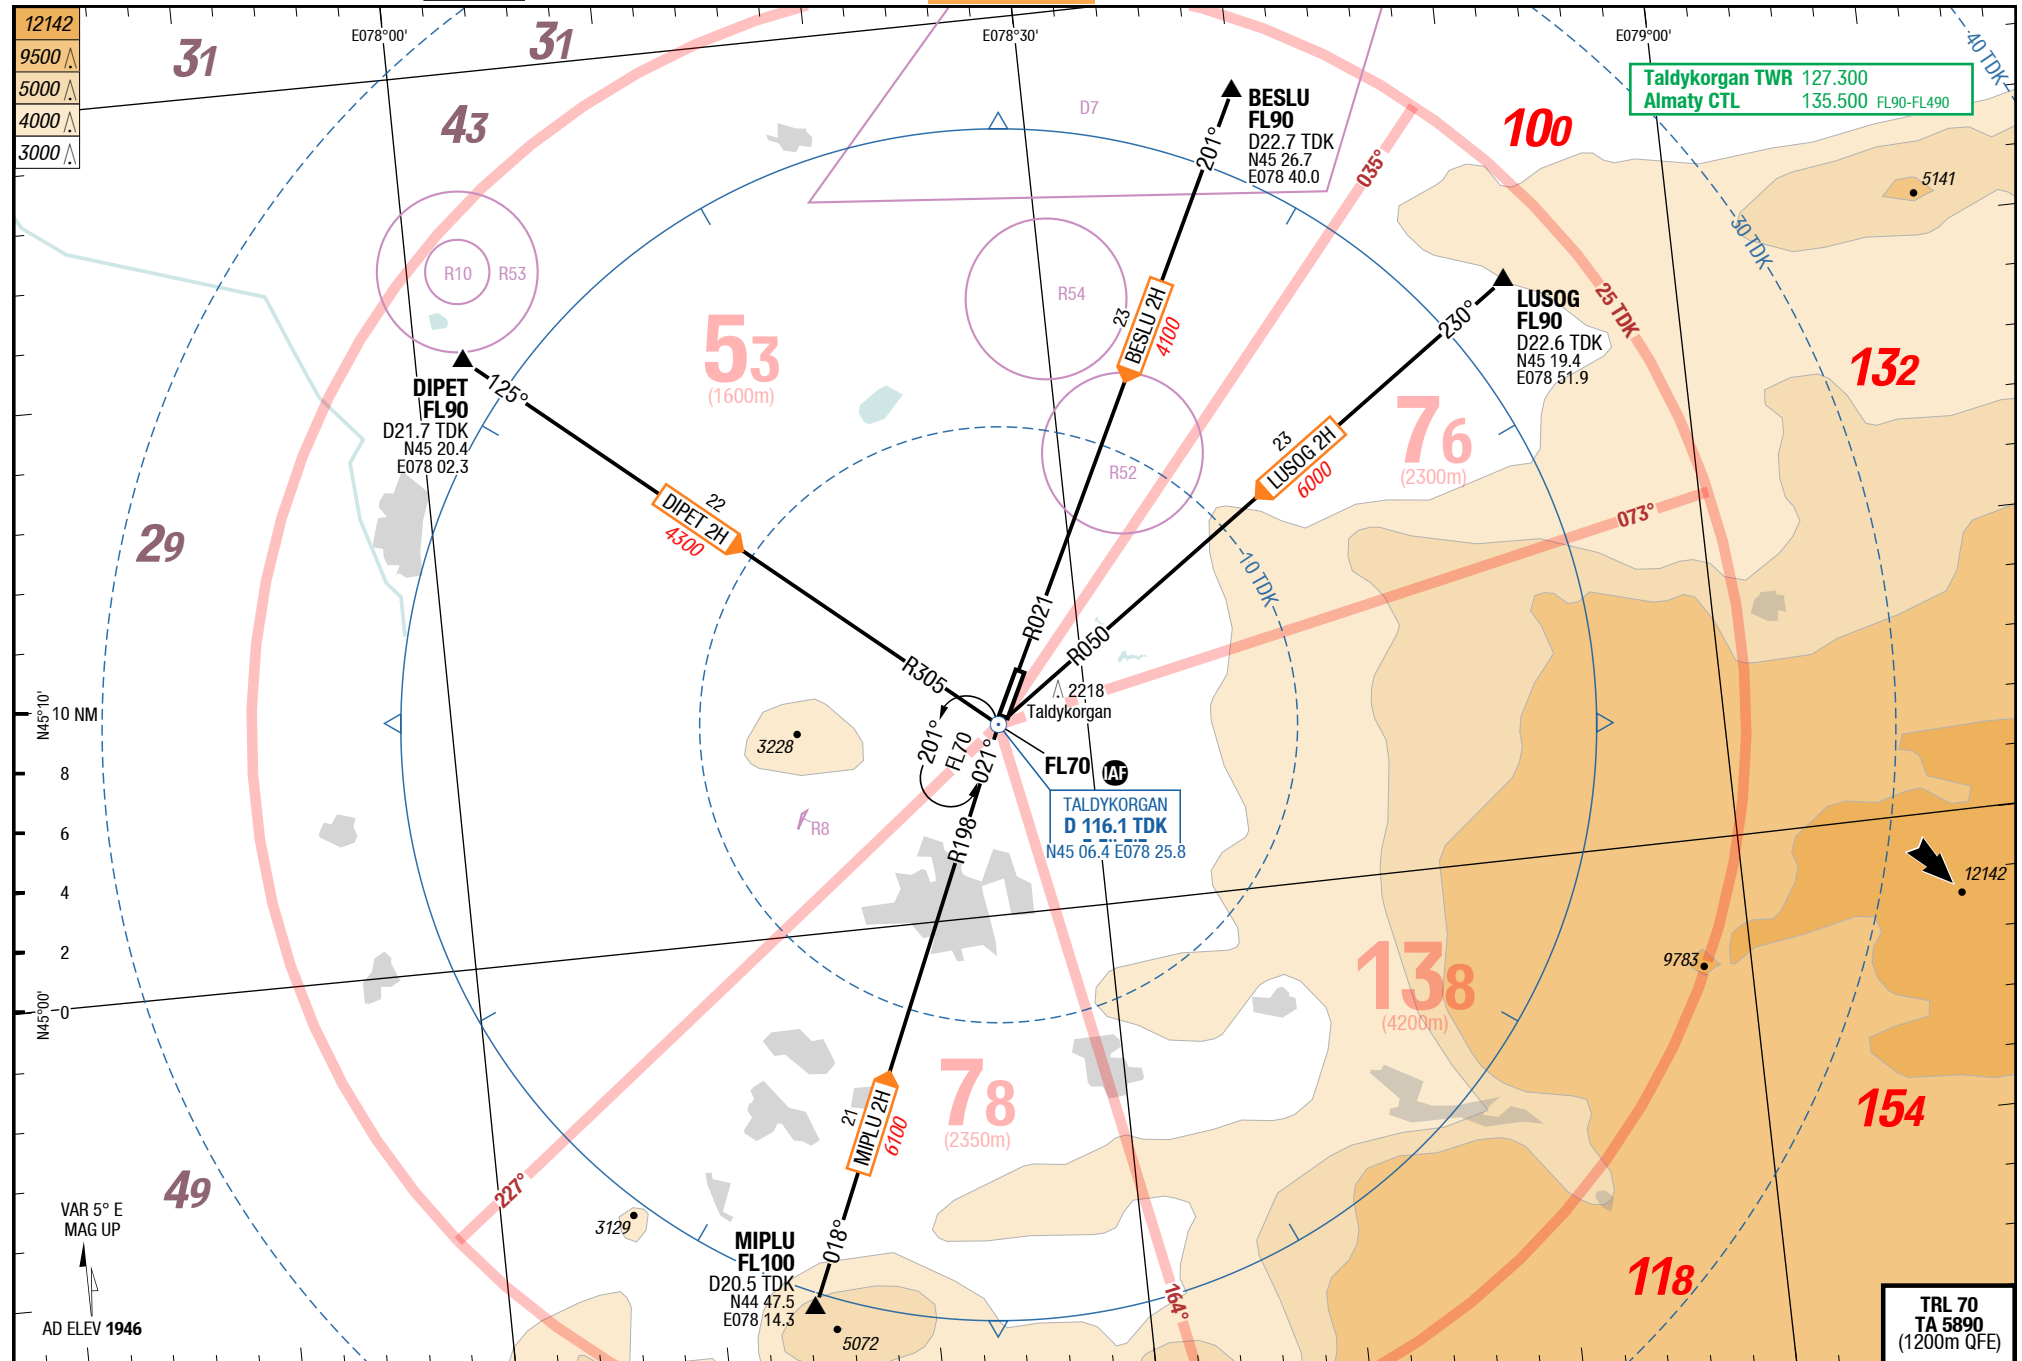 12142
9500
5000
4000
3000
31
31
E078°00'
E078°30'
E079°00'
40 TDK
Taldykorgan TWR 127.300
Almaty CTL 135.500 FL90-FL490
43
D7
BESLU
FL90
D22.7 TDK
N45 26.7
E078 40.0
201°
035°
100
5141
30 TDK
R10
R53
R54
LUSOG
FL90
D22.6 TDK
N45 19.4
E078 51.9
230°
25 TDK
53
(1600m)
23
BESLU 2H
4100
132
DIPET
FL90
D21.7 TDK
N45 20.4
E078 02.3
125°
76
(2300m)
23
LUSOG 2H
6000
R52
22
DIPET 2H
4300
29
073°
10 TDK
R021
R050
R305
2218
Taldykorgan
N45°10'
10 NM
8
6
4
2
0
N45°00'
3228
201°
FL70
021°
FL70 IAF
TALDYKORGAN
D 116.1 TDK
N45 06.4 E078 25.8
R8
R198
12142
9783
138
(4200m)
78
(2350m)
21
MIPLU 2H
6100
154
49
227°
VAR 5° E
MAG UP
AD ELEV 1946
3129
MIPLU
FL100
D20.5 TDK
N44 47.5
E078 14.3
018°
5072
164°
118
TRL 70
TA 5890
(1200m QFE)